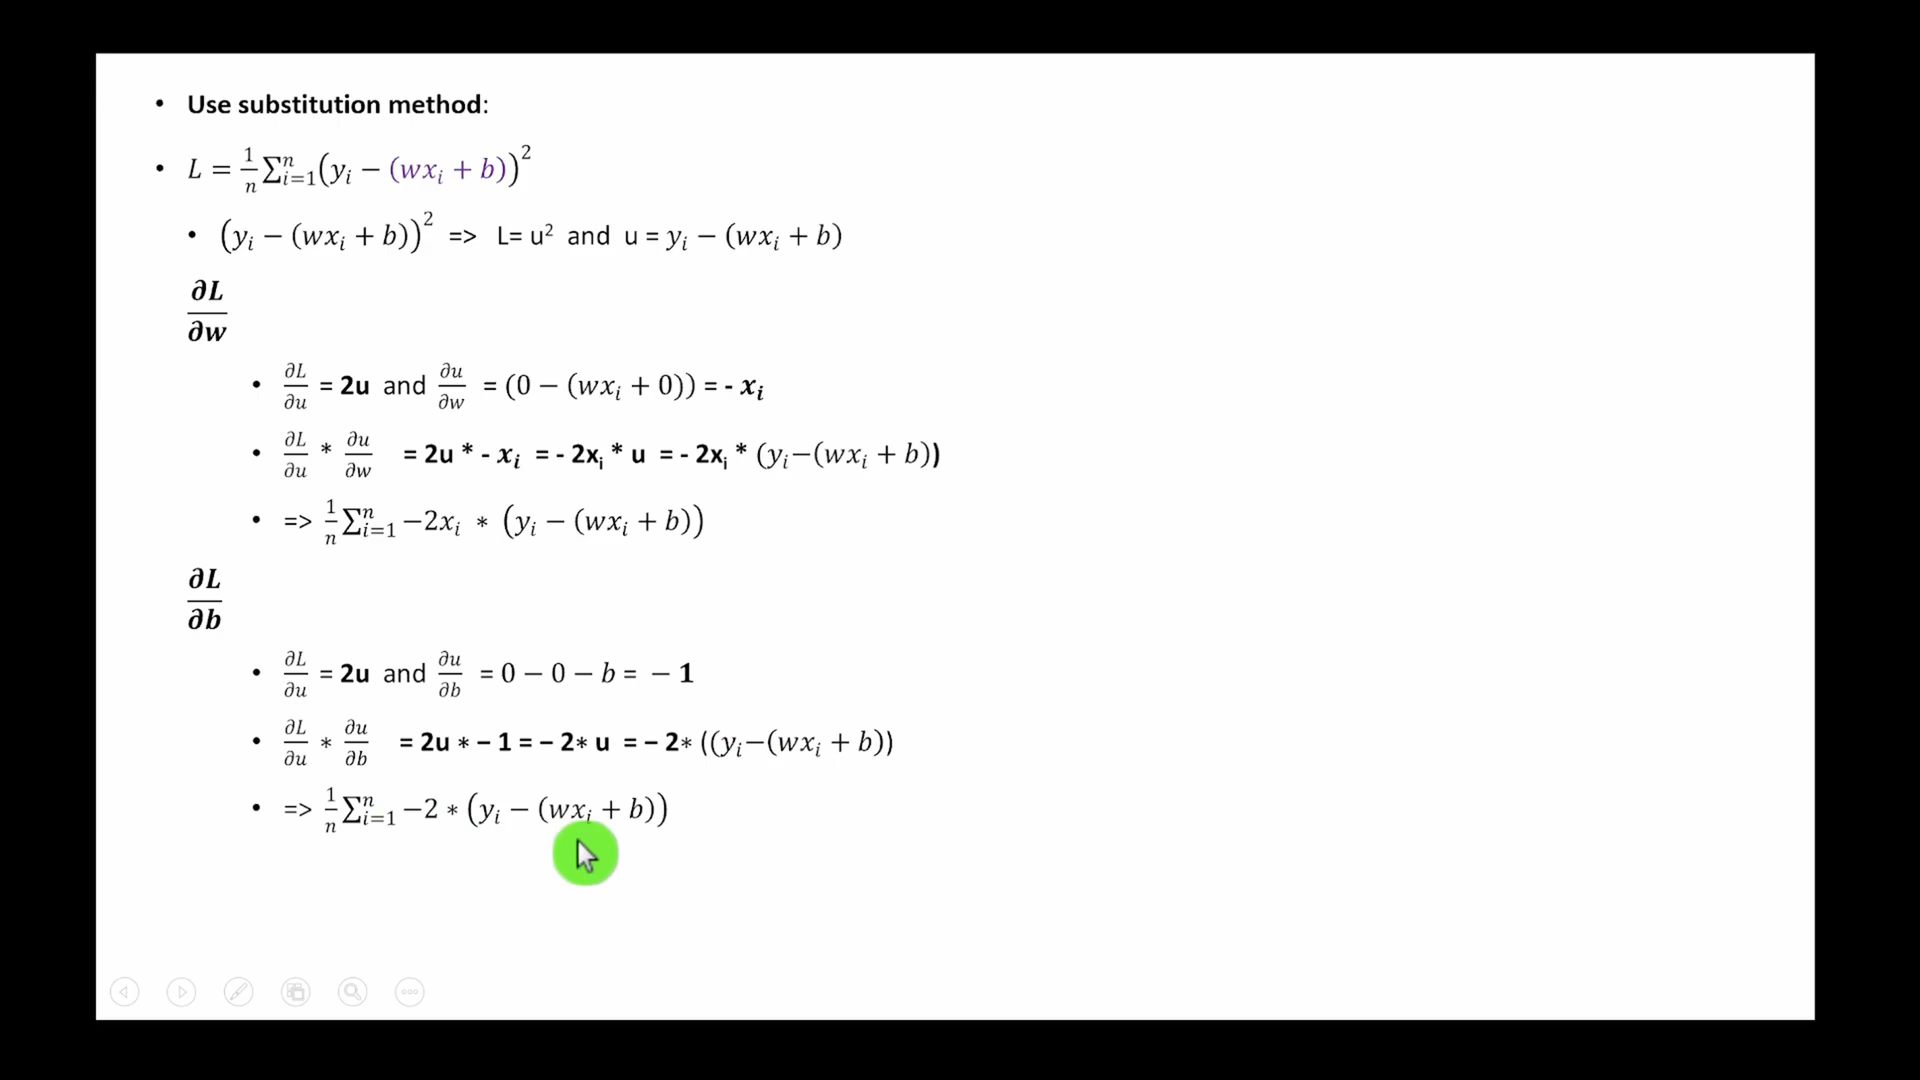 • Use substitution method:
• L = 1/n ∑ⁿᵢ₌₁(yᵢ − (wxᵢ + b))²
• (yᵢ − (wxᵢ + b))² => L= u² and u = yᵢ − (wxᵢ + b)
∂L/∂w
• ∂L/∂u = 2u and ∂u/∂w = (0 − (wxᵢ + 0)) = - xᵢ
• ∂L/∂u * ∂u/∂w = 2u * - xᵢ = - 2xᵢ * u = - 2xᵢ * (yᵢ−(wxᵢ + b))
• => 1/n ∑ⁿᵢ₌₁ −2xᵢ * (yᵢ − (wxᵢ + b))
∂L/∂b
• ∂L/∂u = 2u and ∂u/∂b = 0 − 0 − b = − 1
• ∂L/∂u * ∂u/∂b = 2u * − 1 = − 2* u = − 2* ((yᵢ−(wxᵢ + b))
• => 1/n ∑ⁿᵢ₌₁ −2 * (yᵢ − (wxᵢ + b))